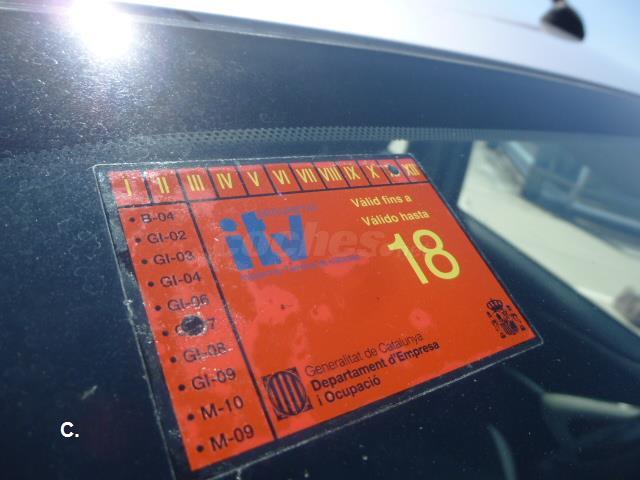 I II III IV V VI VII VIII IX X XII
B-04
GI-02
GI-03
GI-04
GI-06
GI-08
GI-09
M-10
M-09
itv
Vàlid fins a
Válido hasta
18
Generalitat de Catalunya
Departament d'Empresa
i Ocupació
C.